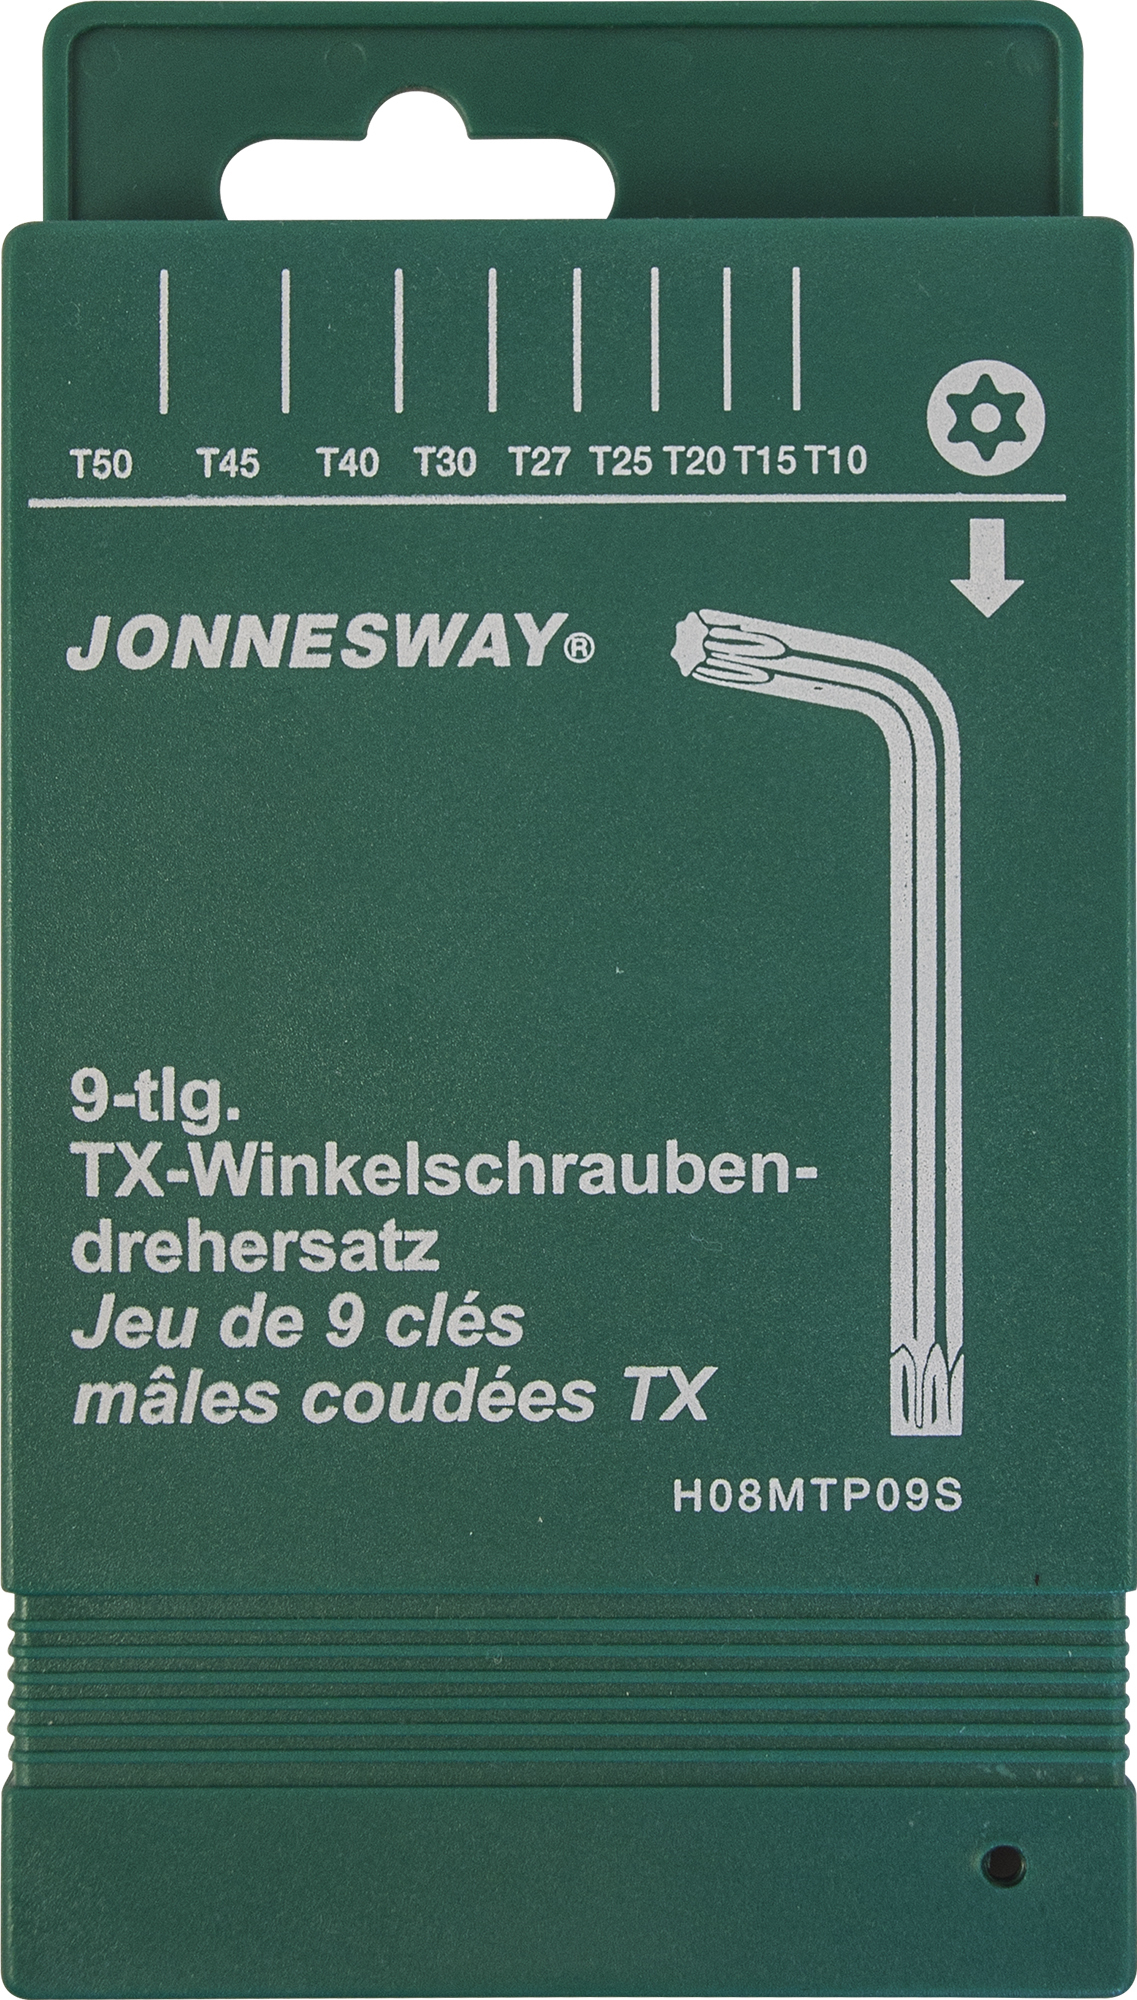 T50 T45 T40 T30 T27 T25 T20 T15 T10
JONNESWAY®
9-tlg.
TX-Winkelschrauben-
drehersatz
Jeu de 9 clés
mâles coudées TX
H08MTP09S